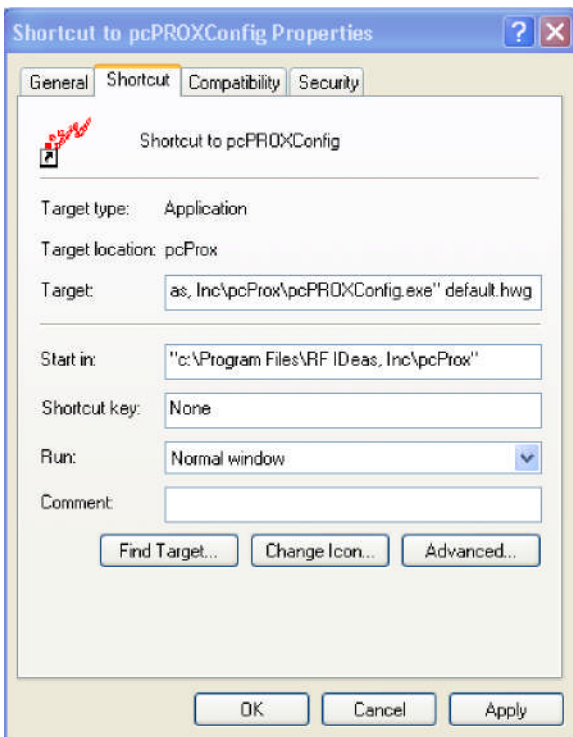 Shortcut to pcPROXConfig Properties
General Shortcut Compatibility Security
Shortcut to pcPROXConfig
Target type: Application
Target location: pcProx
Target: as, Inc\pcProx\pcPROXConfig.exe" default.hwg
Start in: "c:\Program Files\RF IDeas, Inc\pcProx"
Shortcut key: None
Run: Normal window
Comment:
Find Target... Change Icon... Advanced...
OK Cancel Apply